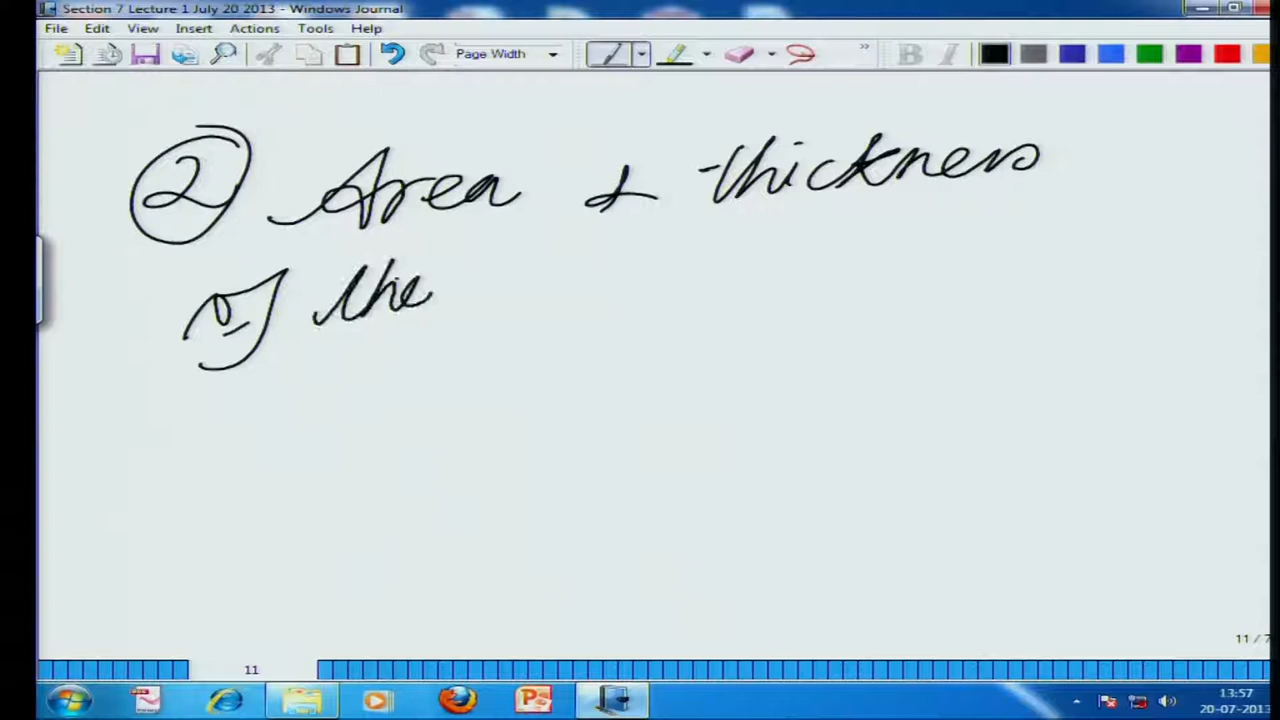 Section 7 Lecture 1 July 20 2013 - Windows Journal
File Edit View Insert Actions Tools Help
Page Width » B I
② Area & thickness
of the
11 / 7
11
13:57
20-07-2013